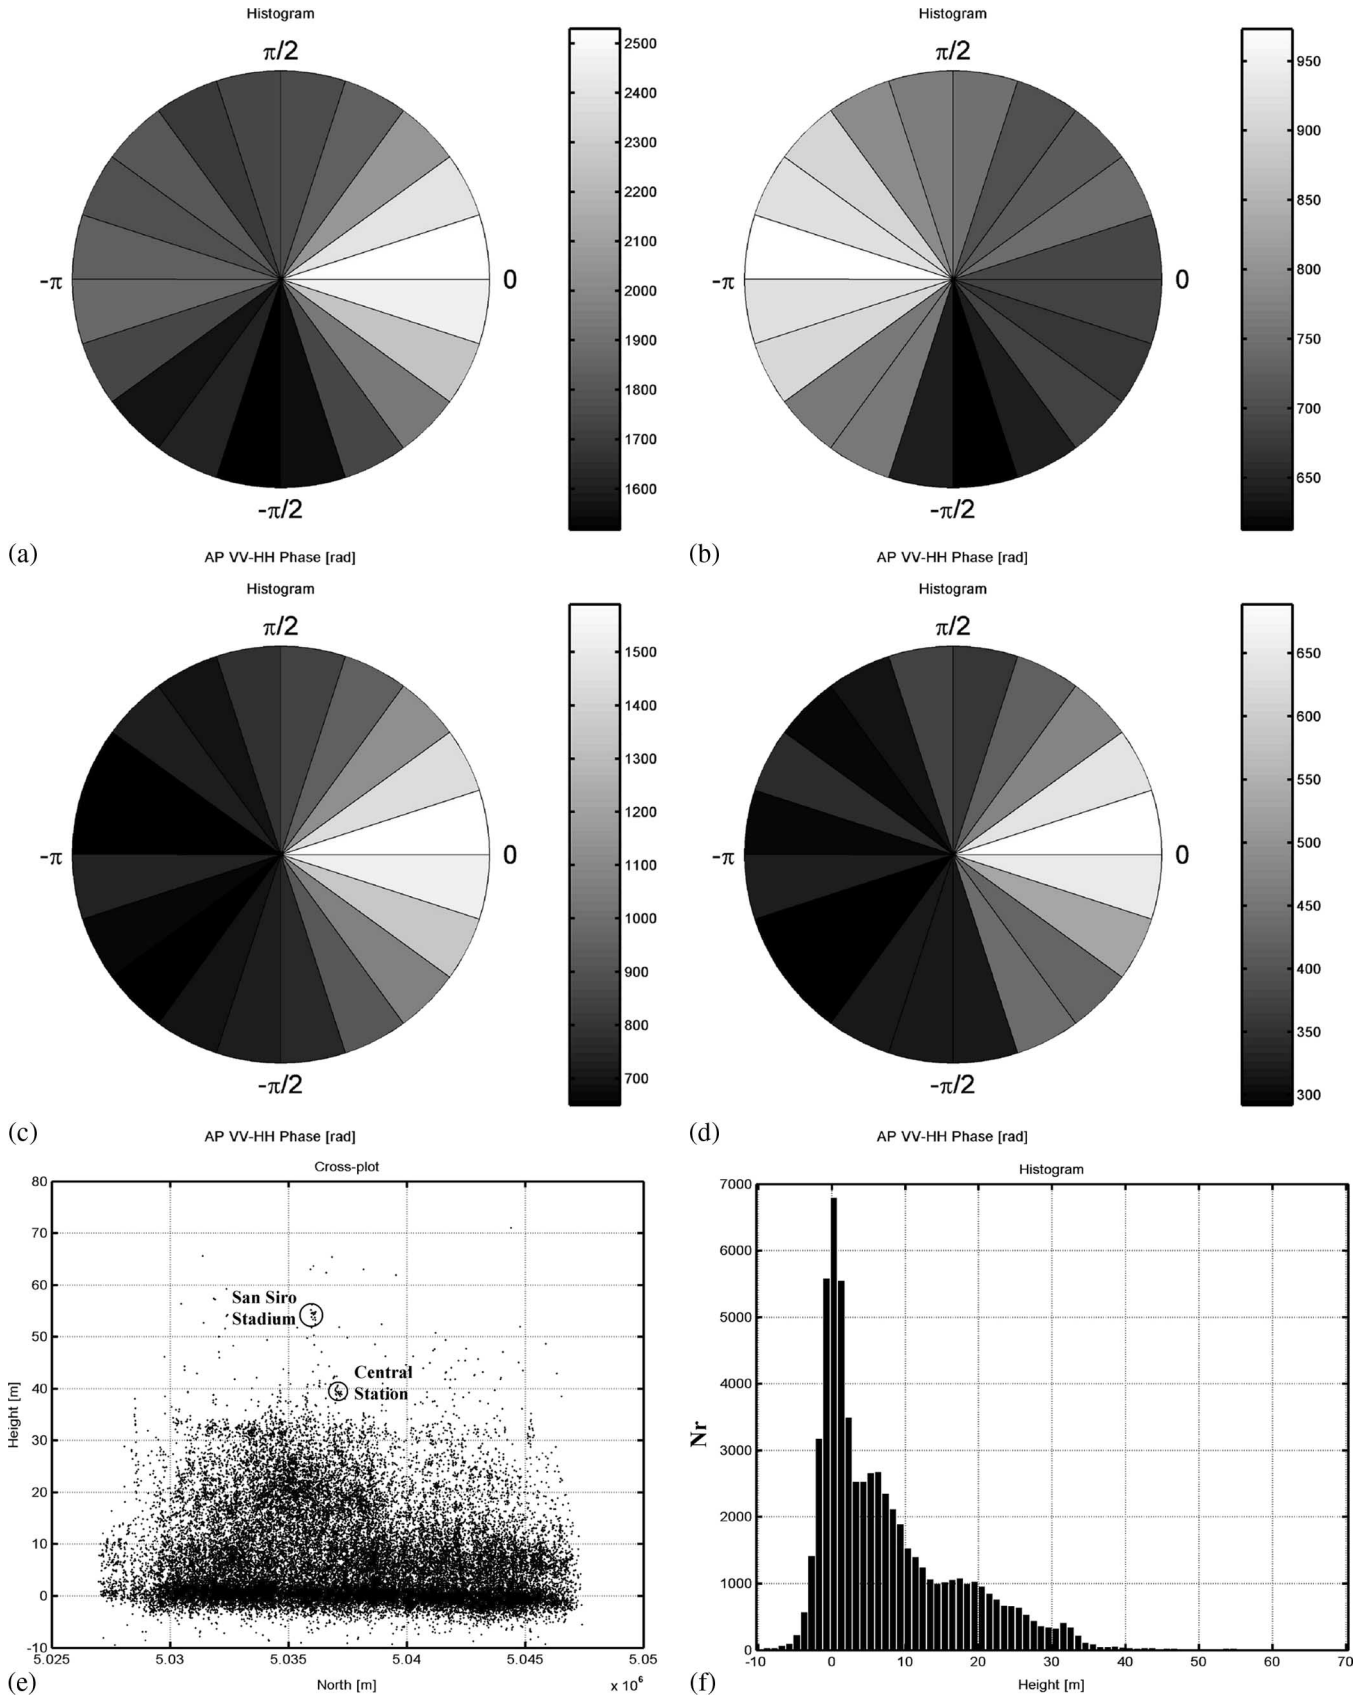 Histogram
π/2
-π
0
-π/2
2500
2400
2300
2200
2100
2000
1900
1800
1700
1600
(a)
AP VV-HH Phase [rad]
Histogram
π/2
-π
0
-π/2
950
900
850
800
750
700
650
(b)
AP VV-HH Phase [rad]
Histogram
π/2
-π
0
-π/2
1500
1400
1300
1200
1100
1000
900
800
700
(c)
AP VV-HH Phase [rad]
Histogram
π/2
-π
0
-π/2
650
600
550
500
450
400
350
300
(d)
AP VV-HH Phase [rad]
Cross-plot
80
70
60
50
40
30
20
10
0
-10
Height [m]
San Siro
Stadium
Central
Station
5.025 5.03 5.035 5.04 5.045 5.05
(e)
North [m]
x 10⁶
Histogram
7000
6000
5000
4000
3000
2000
1000
0
Nr
-10 0 10 20 30 40 50 60 70
(f)
Height [m]